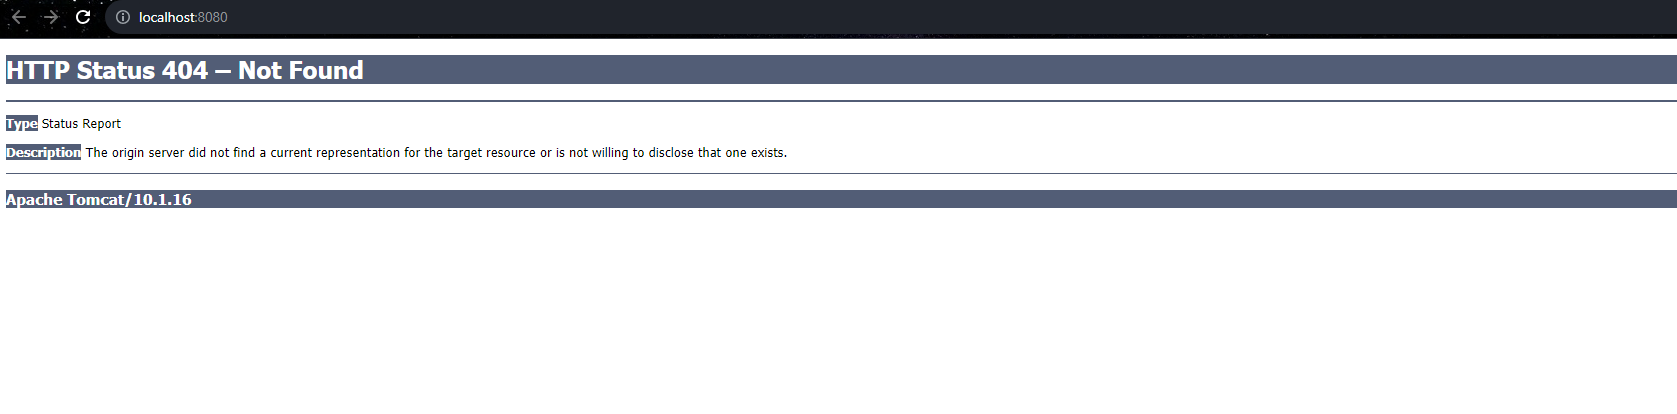 localhost:8080
HTTP Status 404 – Not Found
Type Status Report
Description The origin server did not find a current representation for the target resource or is not willing to disclose that one exists.
Apache Tomcat/10.1.16